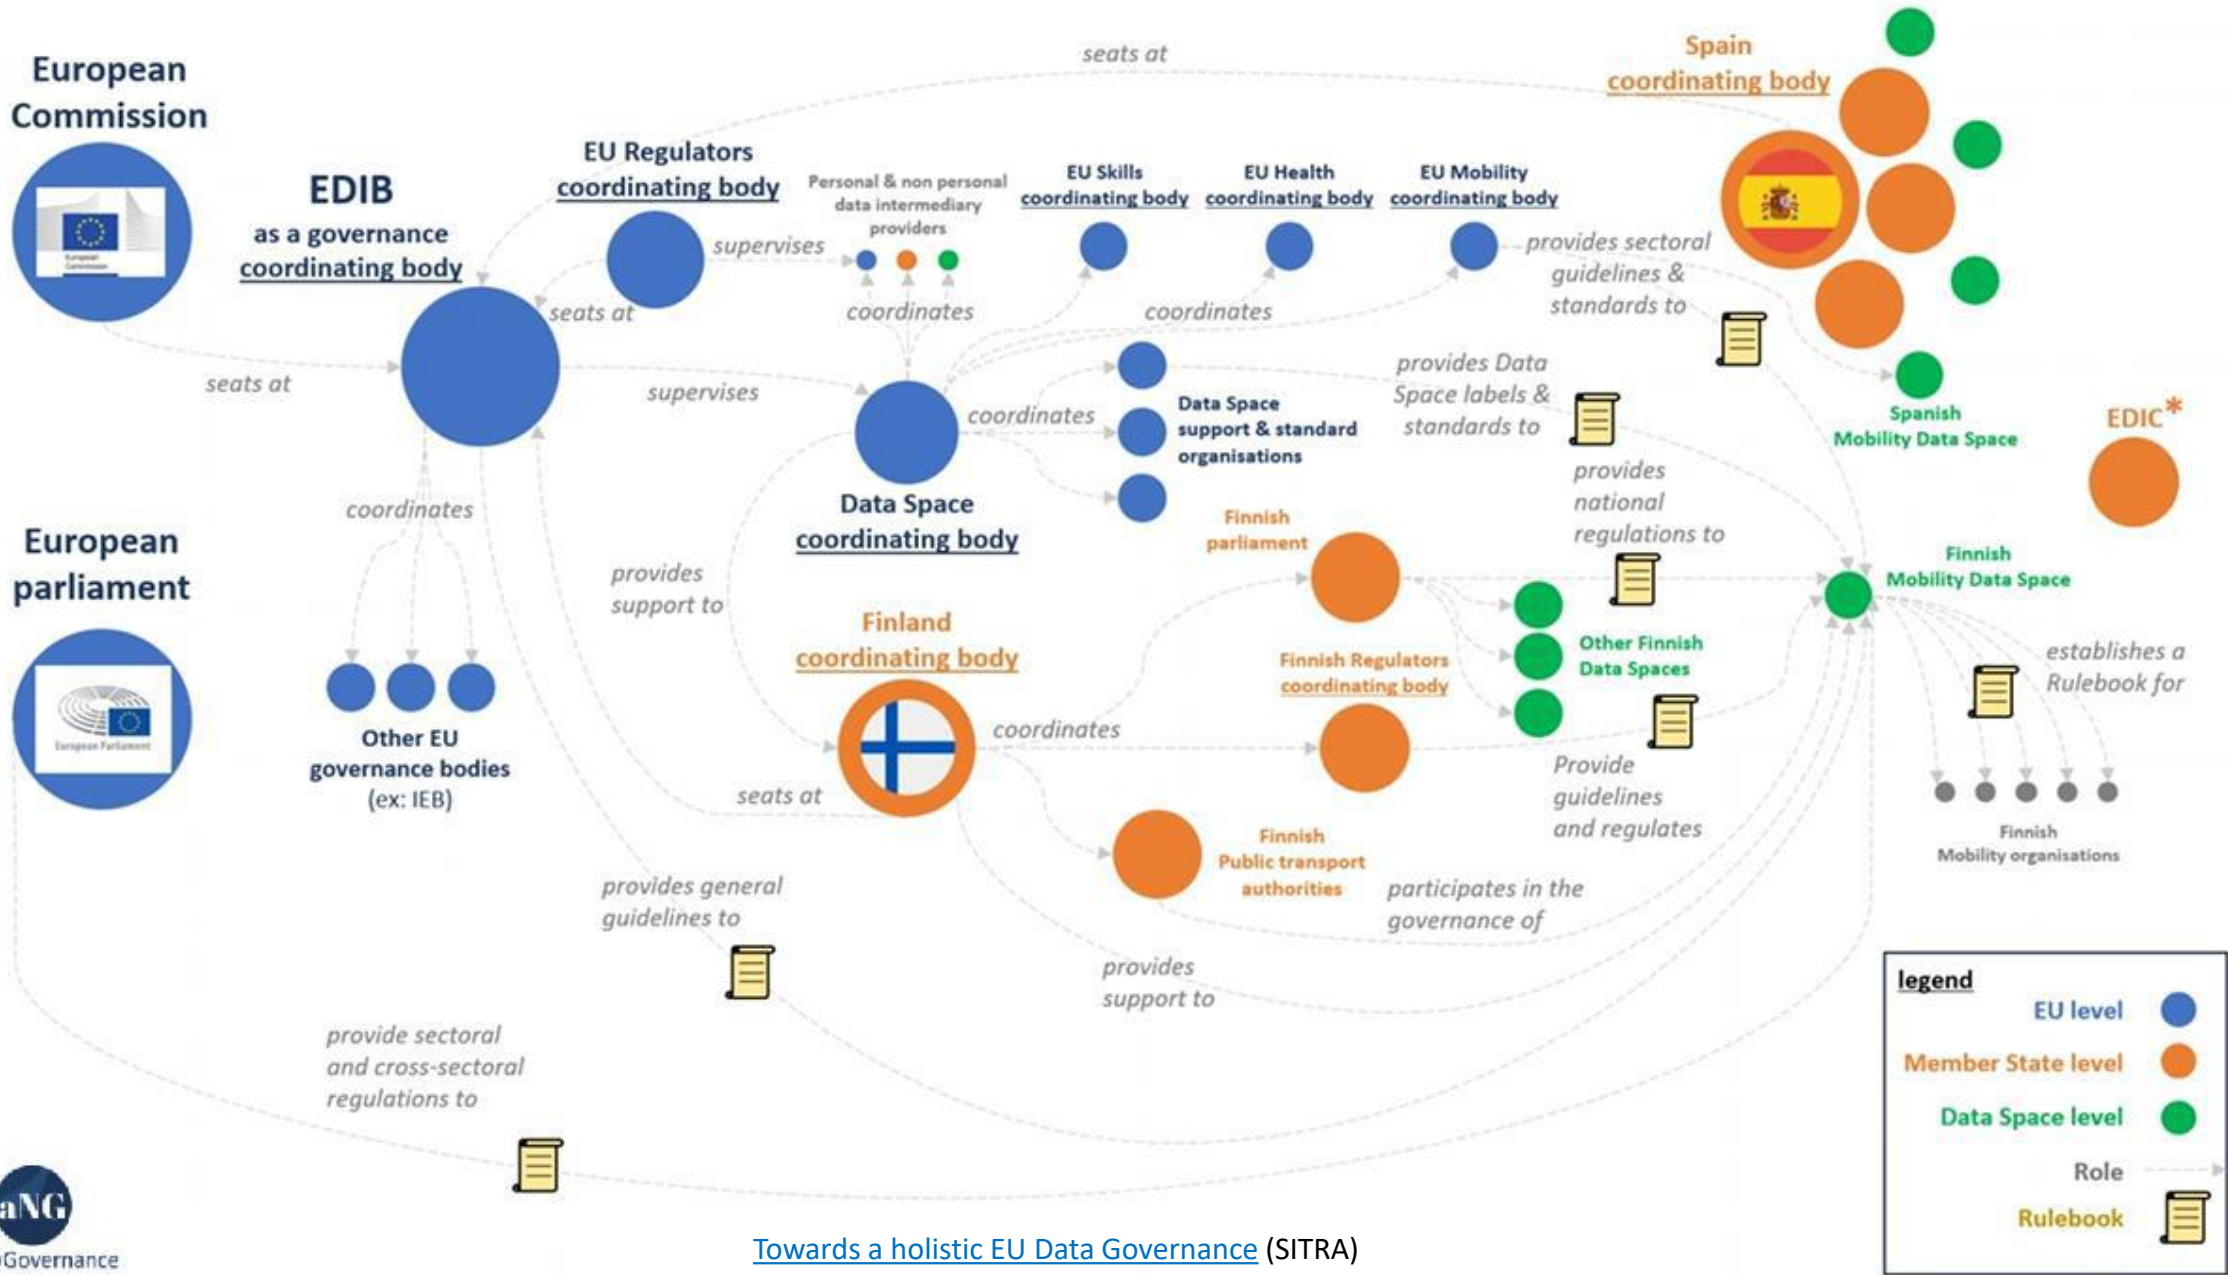 European
Commission
European
Commission
EDIB
as a governance
coordinating body
EU Regulators
coordinating body
Personal & non personal
data intermediary
providers
EU Skills
coordinating body
EU Health
coordinating body
EU Mobility
coordinating body
Spain
coordinating body
seats at
supervises
seats at
coordinates
coordinates
provides sectoral
guidelines &
standards to
seats at
supervises
coordinates
Data Space
support & standard
organisations
provides Data
Space labels &
standards to
Spanish
Mobility Data Space
EDIC*
coordinates
Data Space
coordinating body
Finnish
parliament
provides
national
regulations to
Finnish
Mobility Data Space
European
parliament
European Parliament
provides
support to
Finland
coordinating body
Finnish Regulators
coordinating body
Other Finnish
Data Spaces
establishes a
Rulebook for
Other EU
governance bodies
(ex: IEB)
seats at
coordinates
Provide
guidelines
and regulates
Finnish
Public transport
authorities
participates in the
governance of
Finnish
Mobility organisations
provides general
guidelines to
provides
support to
provide sectoral
and cross-sectoral
regulations to
legend
EU level
Member State level
Data Space level
Role
Rulebook
aNG
Governance
Towards a holistic EU Data Governance (SITRA)